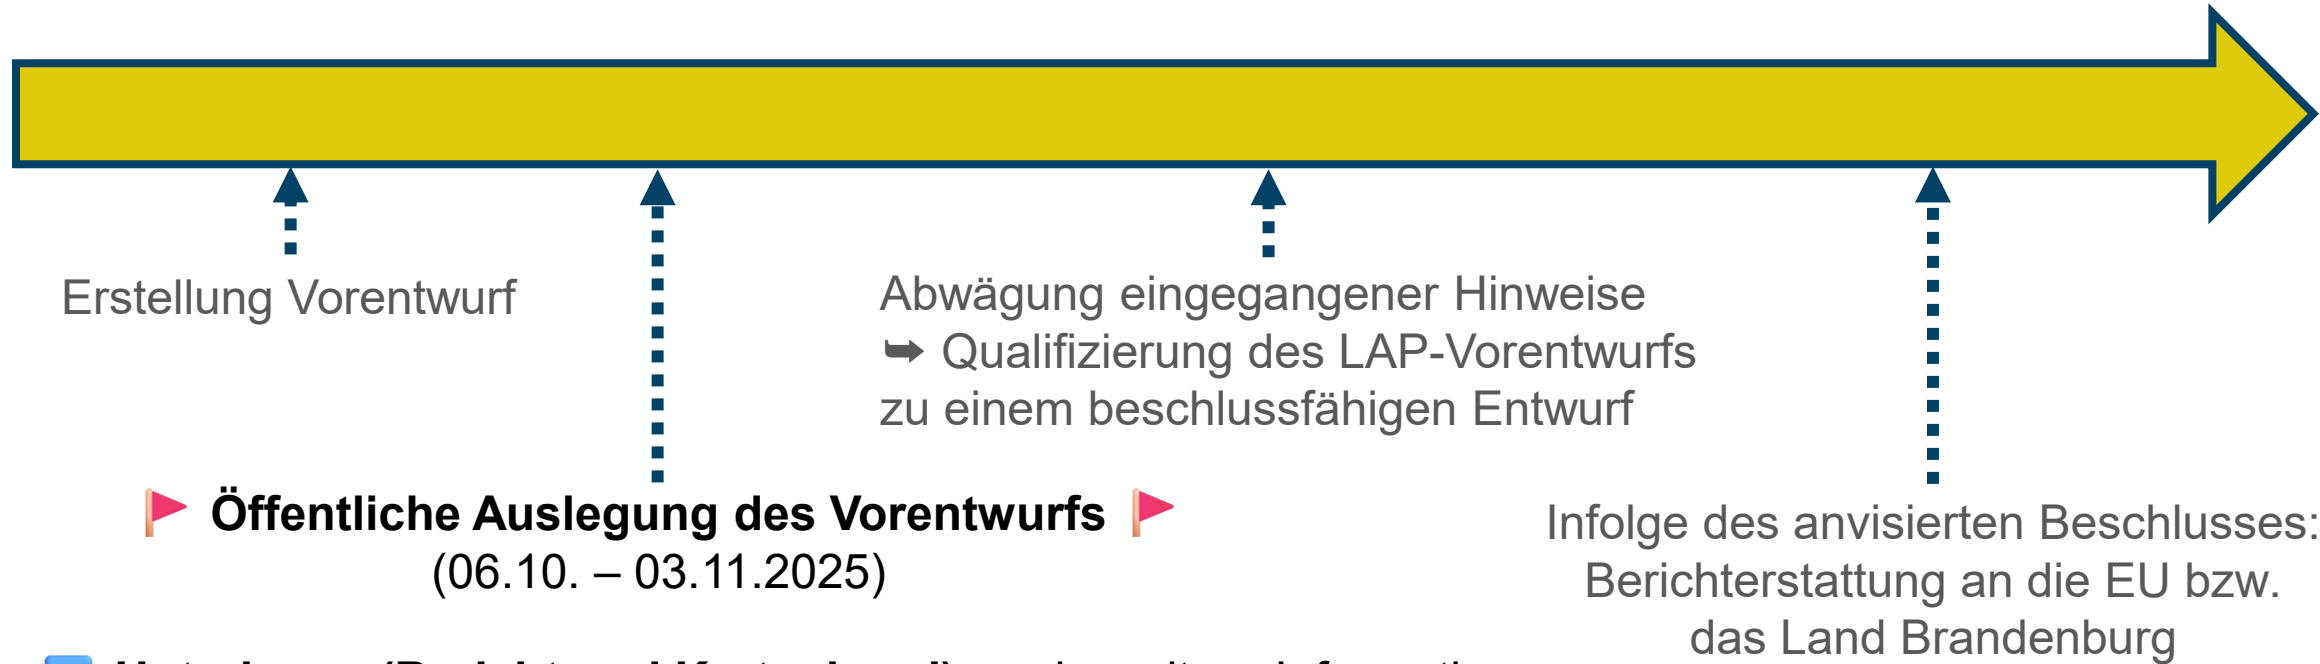 Erstellung Vorentwurf
Abwägung eingegangener Hinweise
➥ Qualifizierung des LAP-Vorentwurfs
zu einem beschlussfähigen Entwurf
Öffentliche Auslegung des Vorentwurfs
(06.10. – 03.11.2025)
Infolge des anvisierten Beschlusses:
Berichterstattung an die EU bzw.
das Land Brandenburg